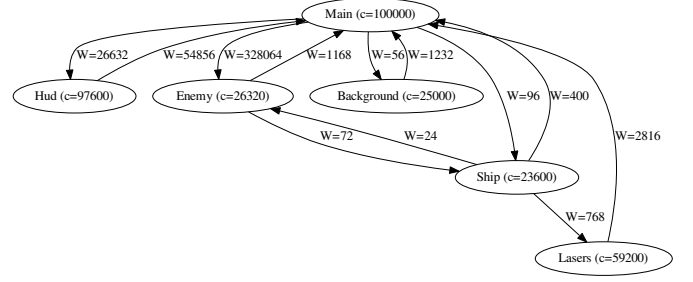 Main (c=100000)
W=26632
W=54856
W=328064
W=1168
W=56
W=1232
Hud (c=97600)
Enemy (c=26320)
Background (c=25000)
W=96
W=400
W=72
W=24
W=2816
Ship (c=23600)
W=768
Lasers (c=59200)